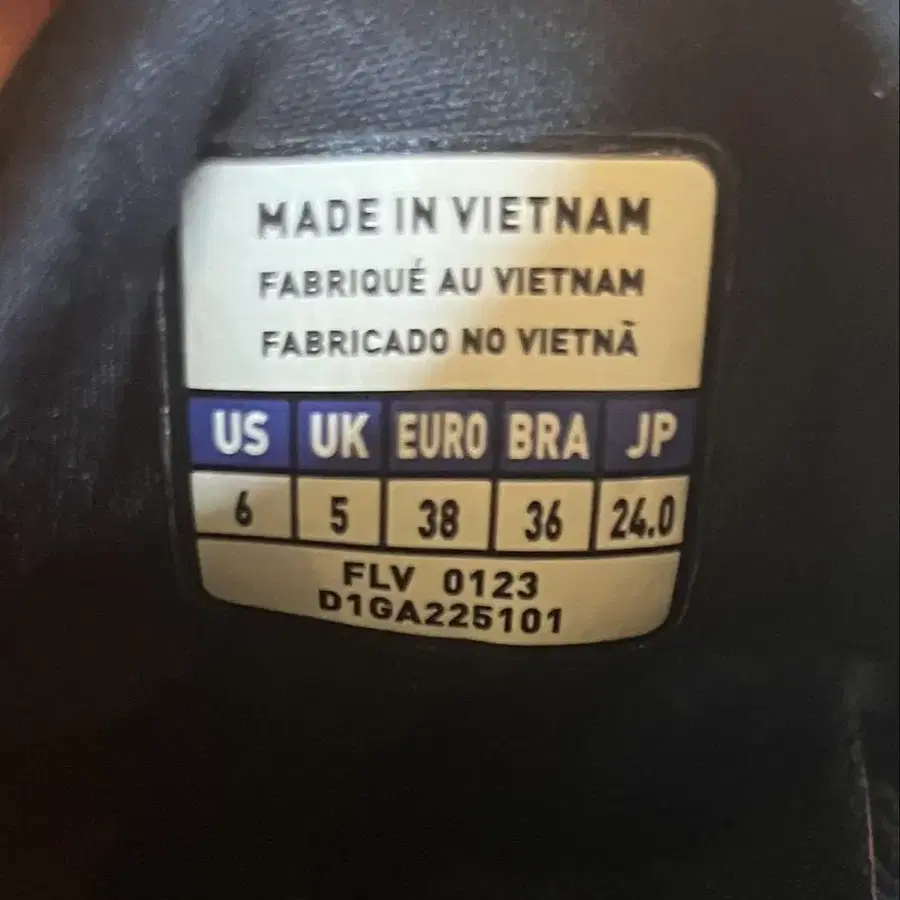 MADE IN VIETNAM
FABRIQUÉ AU VIETNAM
FABRICADO NO VIETNÃ
US UK EURO BRA JP
6 5 38 36 24.0
FLV 0123
D1GA225101